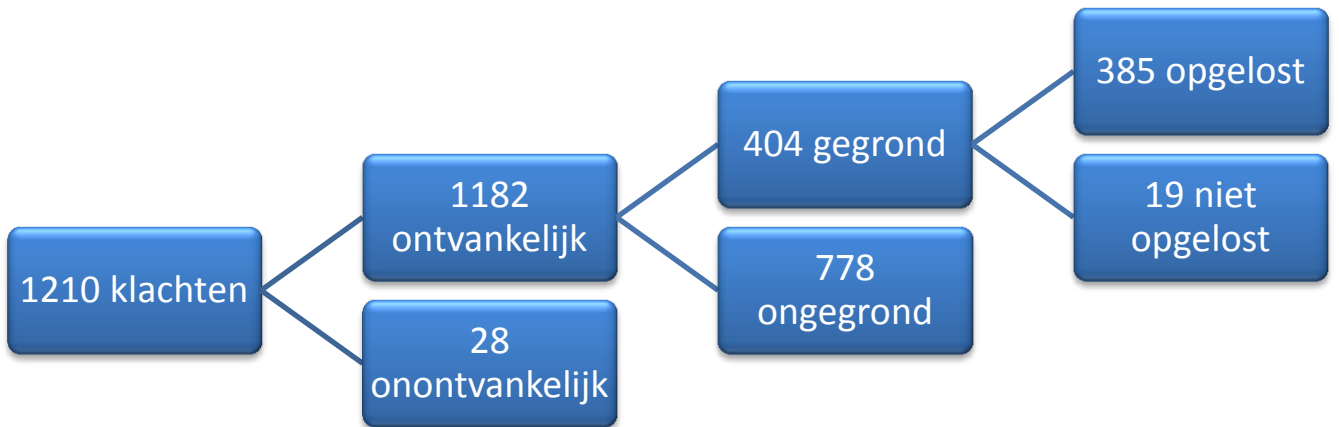 1210 klachten
1182
ontvankelijk
28
onontvankelijk
404 gegrond
778
ongegrond
385 opgelost
19 niet
opgelost